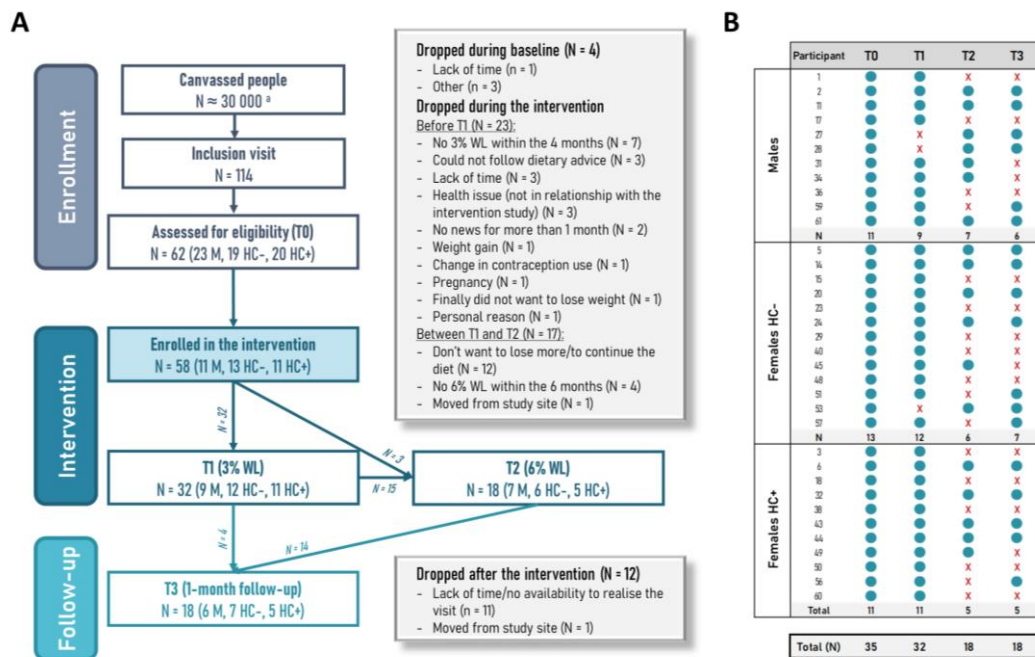 A
Enrollment
Canvassed people
N ≈ 30 000 ª
Inclusion visit
N = 114
Assessed for eligibility (T0)
N = 62 (23 M, 19 HC-, 20 HC+)
Intervention
Enrolled in the intervention
N = 58 (11 M, 13 HC-, 11 HC+)
N = 32
N = 3
T1 (3% WL)
N = 32 (9 M, 12 HC-, 11 HC+)
N = 15
T2 (6% WL)
N = 18 (7 M, 6 HC-, 5 HC+)
N = 4
N = 14
Follow-up
T3 (1-month follow-up)
N = 18 (6 M, 7 HC-, 5 HC+)
Dropped during baseline (N = 4)
- Lack of time (n = 1)
- Other (n = 3)
Dropped during the intervention
Before T1 (N = 23):
- No 3% WL within the 4 months (N = 7)
- Could not follow dietary advice (N = 3)
- Lack of time (N = 3)
- Health issue (not in relationship with the
intervention study) (N = 3)
- No news for more than 1 month (N = 2)
- Weight gain (N = 1)
- Change in contraception use (N = 1)
- Pregnancy (N = 1)
- Finally did not want to lose weight (N = 1)
- Personal reason (N = 1)
Between T1 and T2 (N = 17):
- Don't want to lose more/to continue the
diet (N = 12)
- No 6% WL within the 6 months (N = 4)
- Moved from study site (N = 1)
Dropped after the intervention (N = 12)
- Lack of time/no availability to realise the
visit (n = 11)
- Moved from study site (N = 1)
B
Participant T0 T1 T2 T3
Males
1 X X
2
11
17 X X
27 X
28 X
31 X
34 X
36 X X
59 X
61
N 11 9 7 6
Females HC-
5
14
15 X X
20
23 X X
24
29 X X
40 X X
45 X
48 X X
51 X
53 X
57 X
N 13 12 6 7
Females HC+
3 X X
6
18 X X
32
38 X X
43
44
49 X
50 X X
56 X
60 X X
Total 11 11 5 5
Total (N) 35 32 18 18